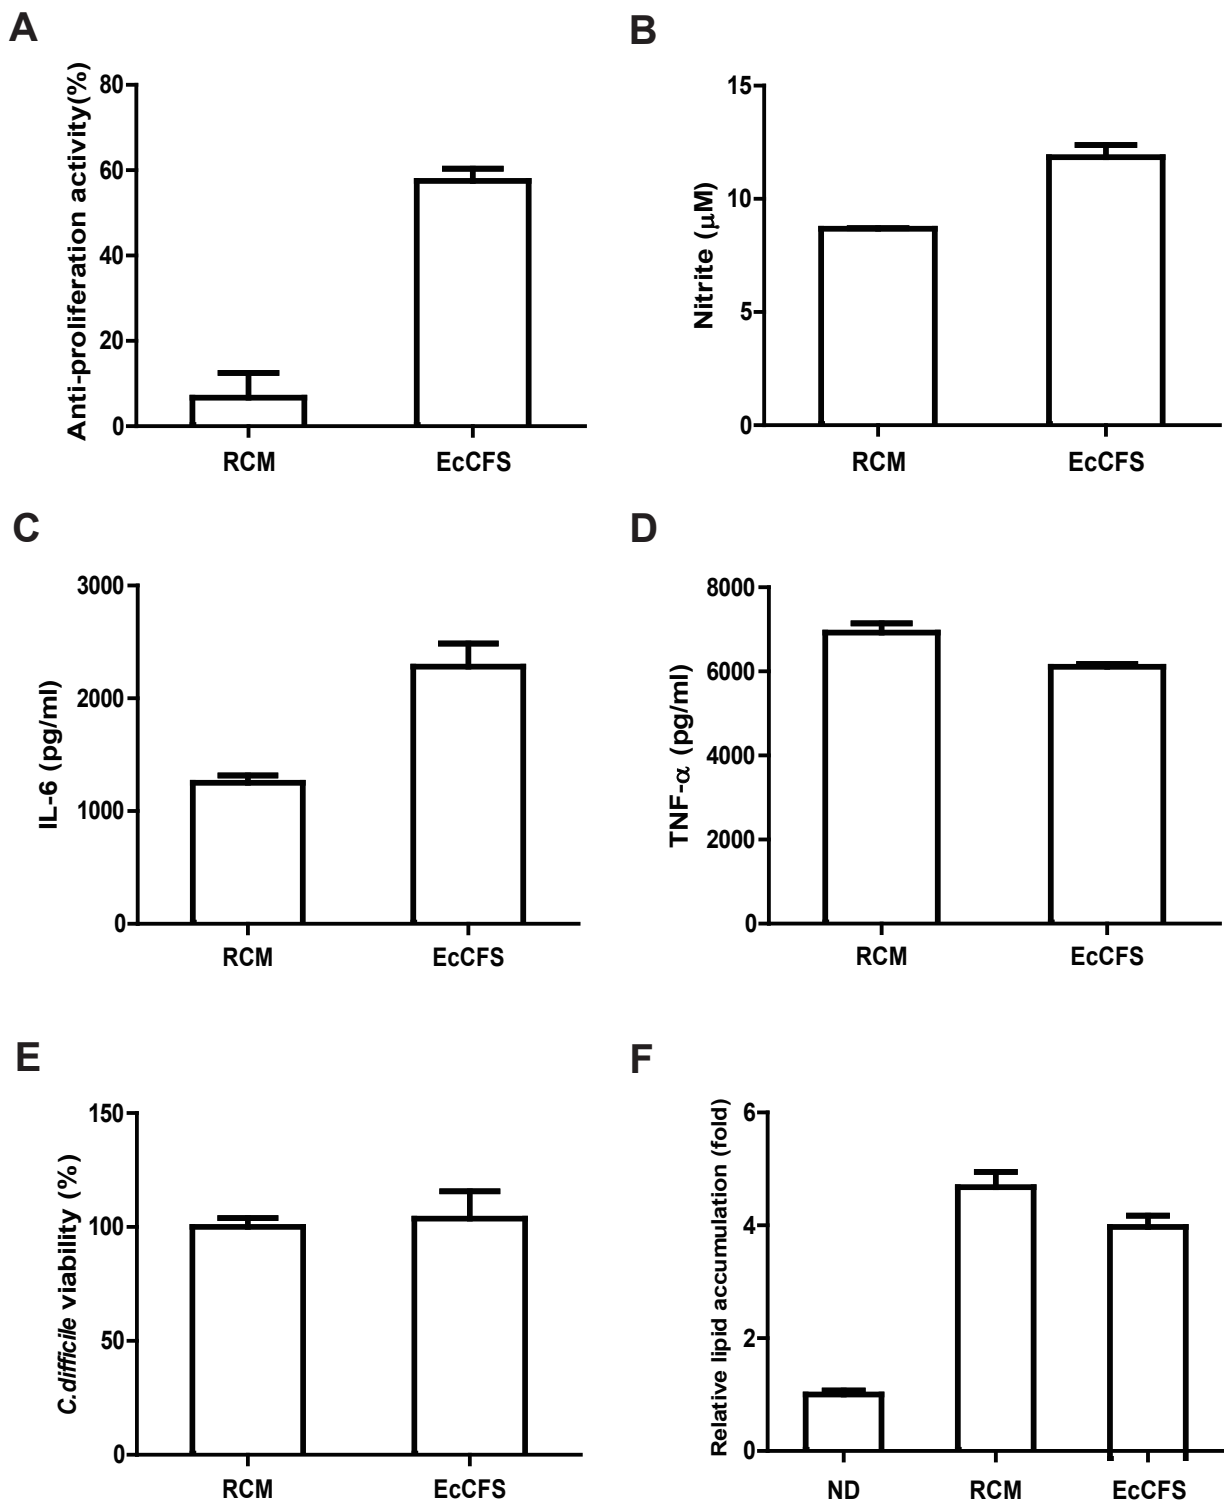 A
Anti-proliferation activity(%)
80
60
40
20
0
RCM EcCFS
B
Nitrite (μM)
15
10
5
0
RCM EcCFS
C
IL-6 (pg/ml)
3000
2000
1000
0
RCM EcCFS
D
TNF-α (pg/ml)
8000
6000
4000
2000
0
RCM EcCFS
E
C.difficile viability (%)
150
100
50
0
RCM EcCFS
F
Relative lipid accumulation (fold)
6
4
2
0
ND RCM EcCFS